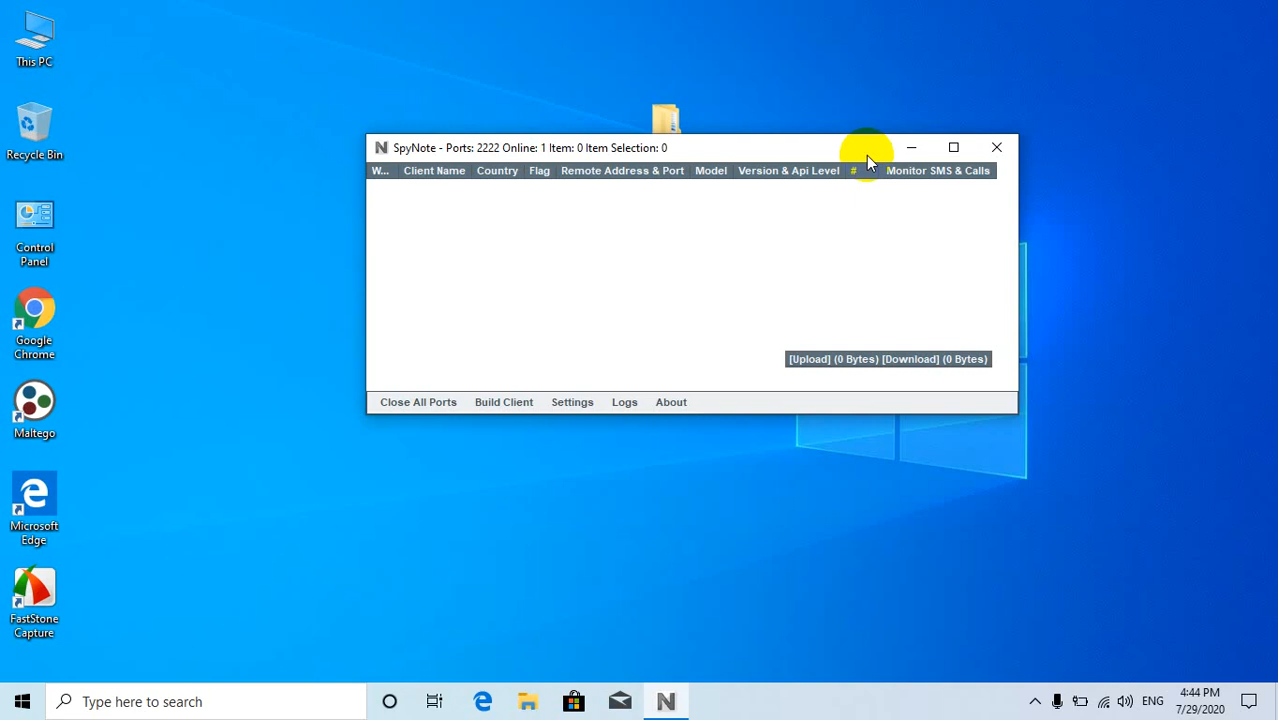 This PC
Recycle Bin
Control
Panel
Google
Chrome
Maltego
Microsoft
Edge
FastStone
Capture
SpyNote - Ports: 2222 Online: 1 Item: 0 Item Selection: 0
W... Client Name Country Flag Remote Address & Port Model Version & Api Level # Monitor SMS & Calls
[Upload] (0 Bytes) [Download] (0 Bytes)
Close All Ports Build Client Settings Logs About
Type here to search
ENG
4:44 PM
7/29/2020